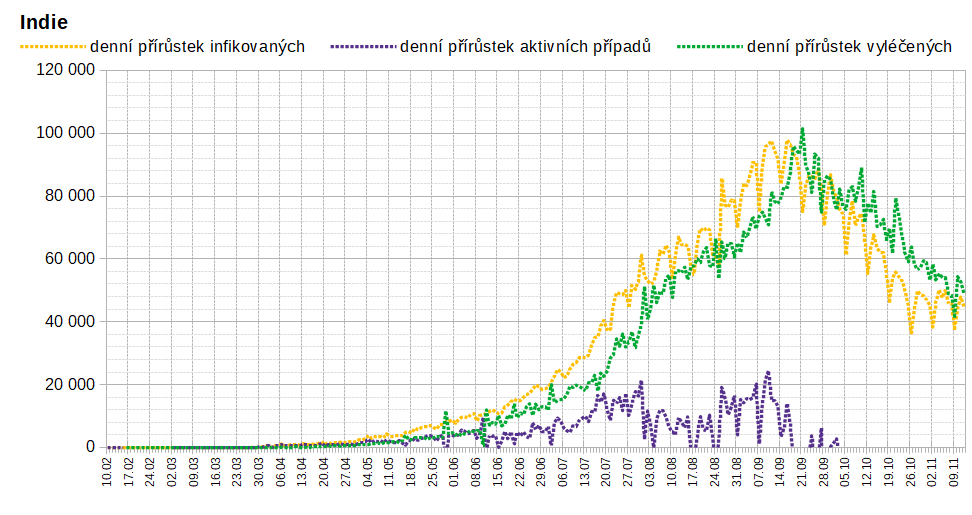 Indie
denní přírůstek infikovaných denní přírůstek aktivních případů denní přírůstek vyléčených
120 000
100 000
80 000
60 000
40 000
20 000
0
10.02 17.02 24.02 02.03 09.03 16.03 23.03 30.03 06.04 13.04 20.04 27.04 04.05 11.05 18.05 25.05 01.06 08.06 15.06 22.06 29.06 06.07 13.07 20.07 27.07 03.08 10.08 17.08 24.08 31.08 07.09 14.09 21.09 28.09 05.10 12.10 19.10 26.10 02.11 09.11